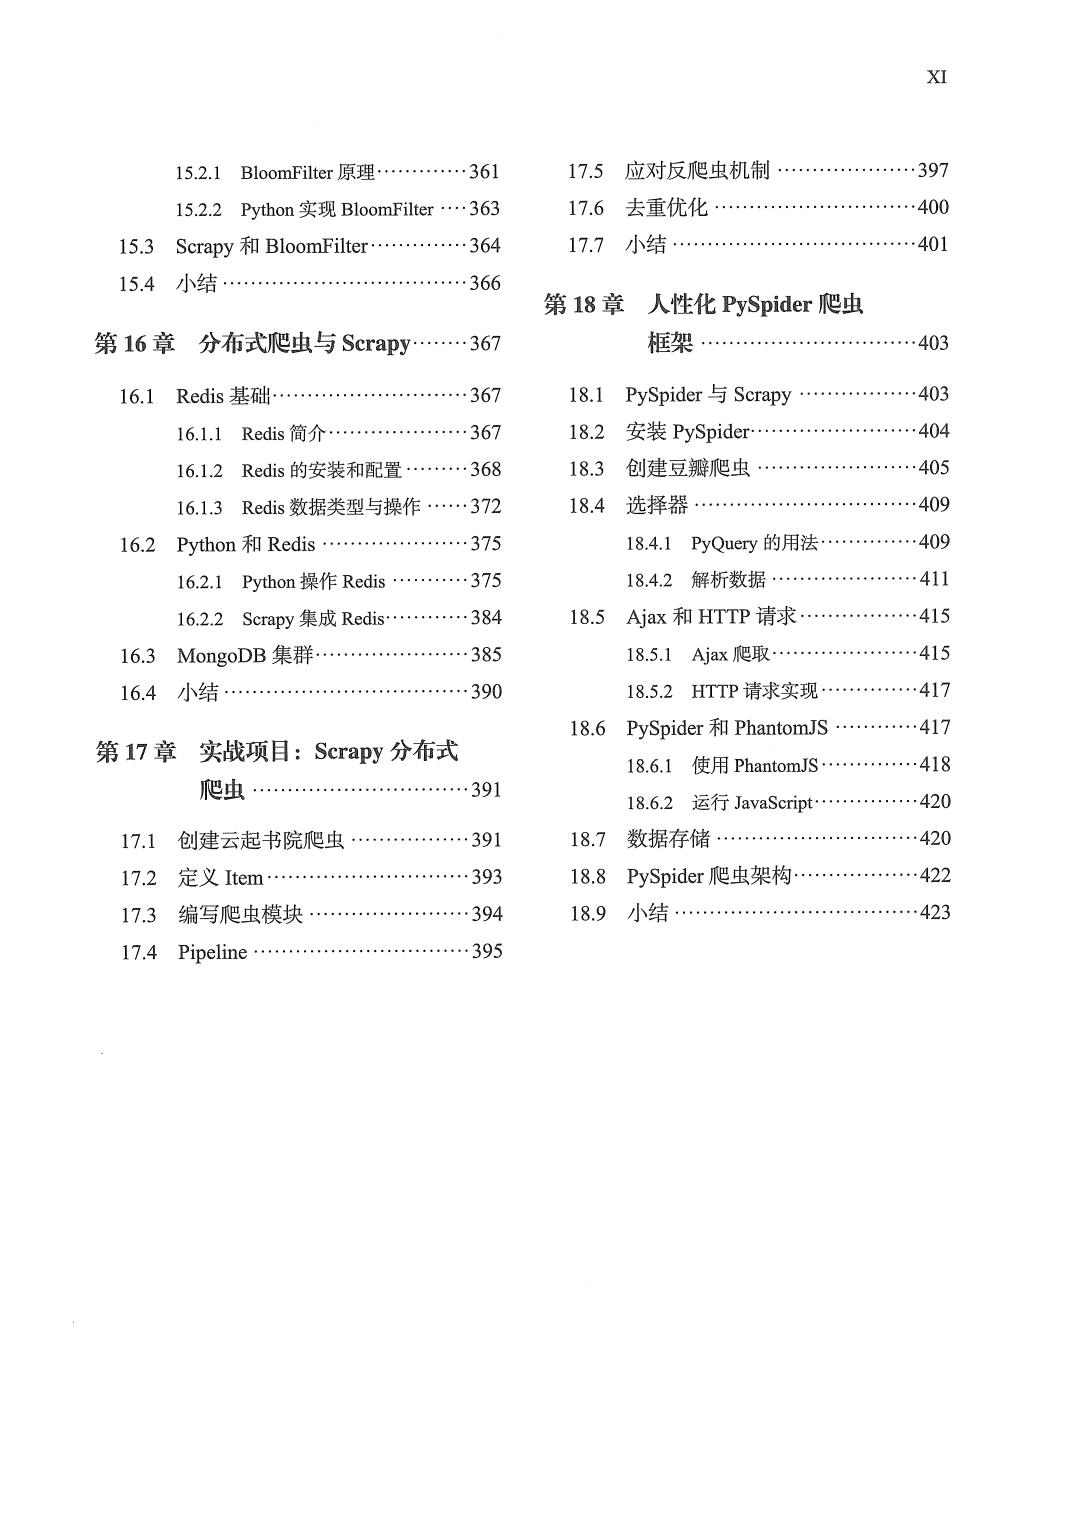 XI
15.2.1 BloomFilter 原理·············361
15.2.2 Python 实现 BloomFilter ····363
15.3 Scrapy 和 BloomFilter··············364
15.4 小结 ···································366
第 16 章 分布式爬虫与 Scrapy········367
16.1 Redis 基础····························367
16.1.1 Redis 简介····················367
16.1.2 Redis 的安装和配置·········368
16.1.3 Redis 数据类型与操作 ······372
16.2 Python 和 Redis ·····················375
16.2.1 Python 操作 Redis ···········375
16.2.2 Scrapy 集成 Redis············384
16.3 MongoDB 集群······················385
16.4 小结 ···································390
第 17 章 实战项目：Scrapy 分布式
爬虫 ·······························391
17.1 创建云起书院爬虫 ·················391
17.2 定义 Item·····························393
17.3 编写爬虫模块 ·······················394
17.4 Pipeline ·······························395
17.5 应对反爬虫机制 ····················397
17.6 去重优化 ·····························400
17.7 小结 ···································401
第 18 章 人性化 PySpider 爬虫
框架 ·······························403
18.1 PySpider 与 Scrapy ·················403
18.2 安装 PySpider························404
18.3 创建豆瓣爬虫 ·······················405
18.4 选择器 ································409
18.4.1 PyQuery 的用法··············409
18.4.2 解析数据 ·····················411
18.5 Ajax 和 HTTP 请求·················415
18.5.1 Ajax 爬取·····················415
18.5.2 HTTP 请求实现··············417
18.6 PySpider 和 PhantomJS ············417
18.6.1 使用 PhantomJS··············418
18.6.2 运行 JavaScript···············420
18.7 数据存储 ·····························420
18.8 PySpider 爬虫架构··················422
18.9 小结 ···································423